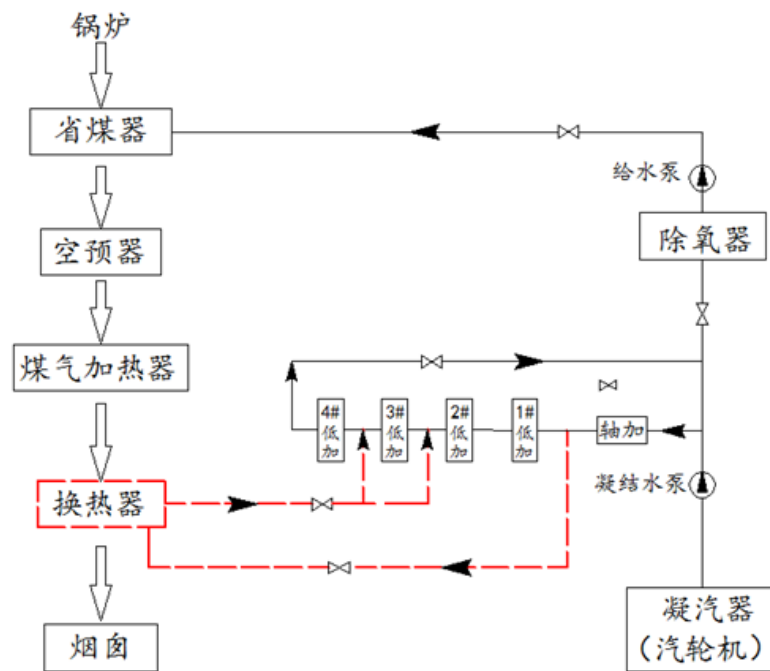 锅炉
省煤器
给水泵
空预器
除氧器
煤气加热器
4#
低
加
3#
低
加
2#
低
加
1#
低
加
轴加
换热器
凝结水泵
烟囱
凝汽器
（汽轮机）